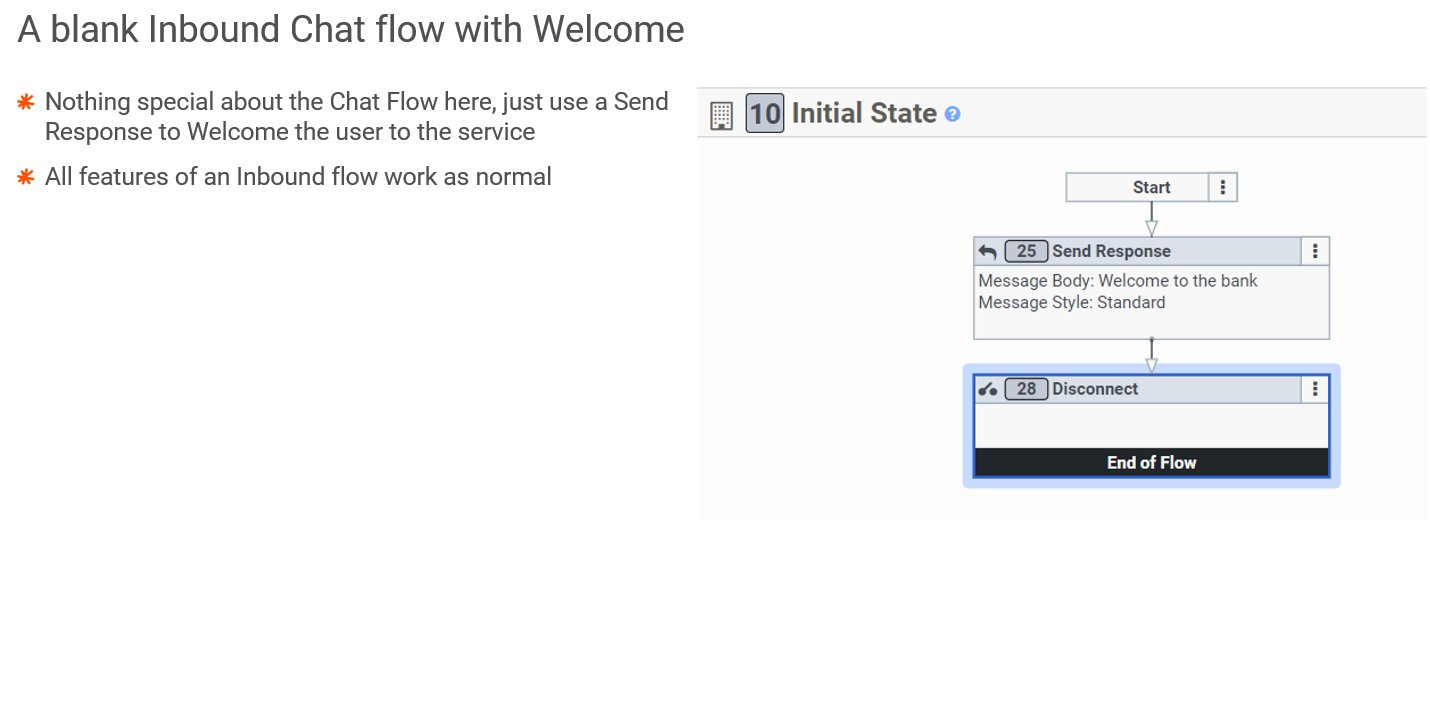 A blank Inbound Chat flow with Welcome
Nothing special about the Chat Flow here, just use a Send
Response to Welcome the user to the service
All features of an Inbound flow work as normal
10 Initial State ?
Start
25 Send Response
Message Body: Welcome to the bank
Message Style: Standard
28 Disconnect
End of Flow